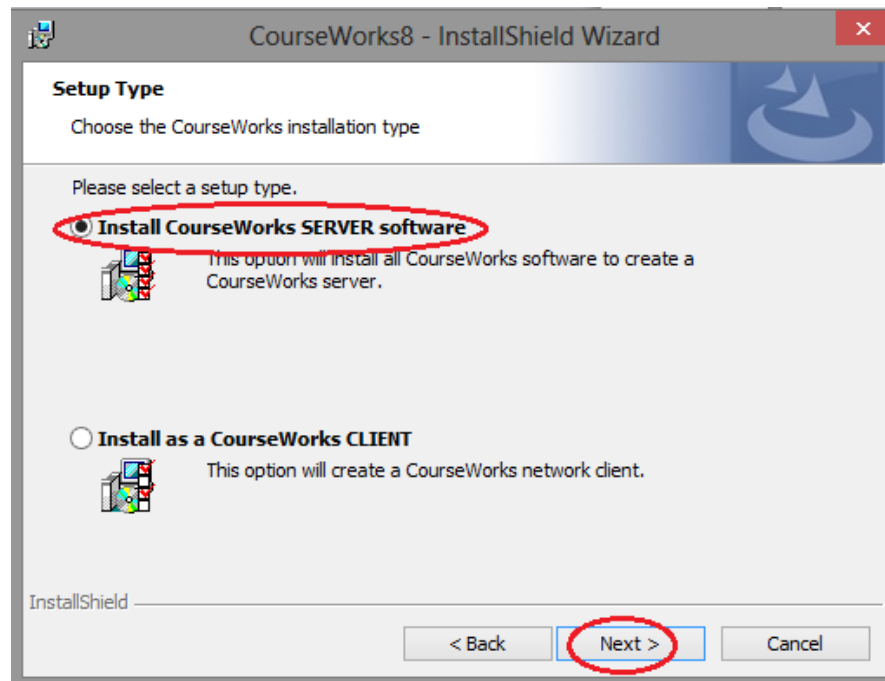 CourseWorks8 - InstallShield Wizard
Setup Type
Choose the CourseWorks installation type
Please select a setup type.
Install CourseWorks SERVER software
This option will install all CourseWorks software to create a
CourseWorks server.
Install as a CourseWorks CLIENT
This option will create a CourseWorks network client.
InstallShield
< Back
Next >
Cancel